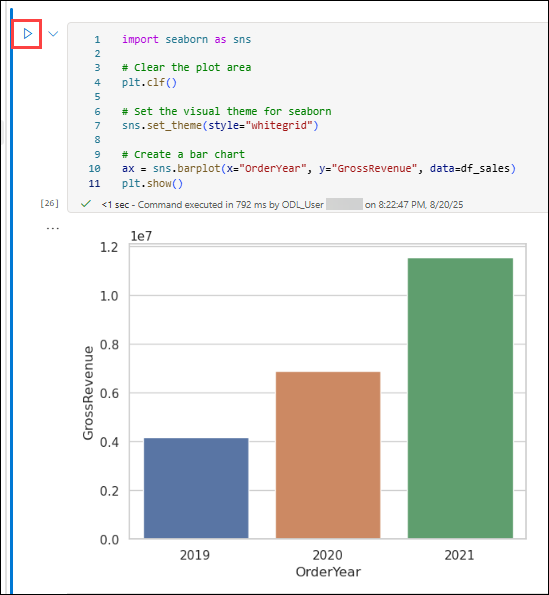 1 import seaborn as sns
2
3 # Clear the plot area
4 plt.clf()
5
6 # Set the visual theme for seaborn
7 sns.set_theme(style="whitegrid")
8
9 # Create a bar chart
10 ax = sns.barplot(x="OrderYear", y="GrossRevenue", data=df_sales)
11 plt.show()
[26] <1 sec - Command executed in 792 ms by ODL_User on 8:22:47 PM, 8/20/25
...
1e7
1.2
1.0
0.8
0.6
0.4
0.2
0.0
GrossRevenue
2019 2020 2021
OrderYear